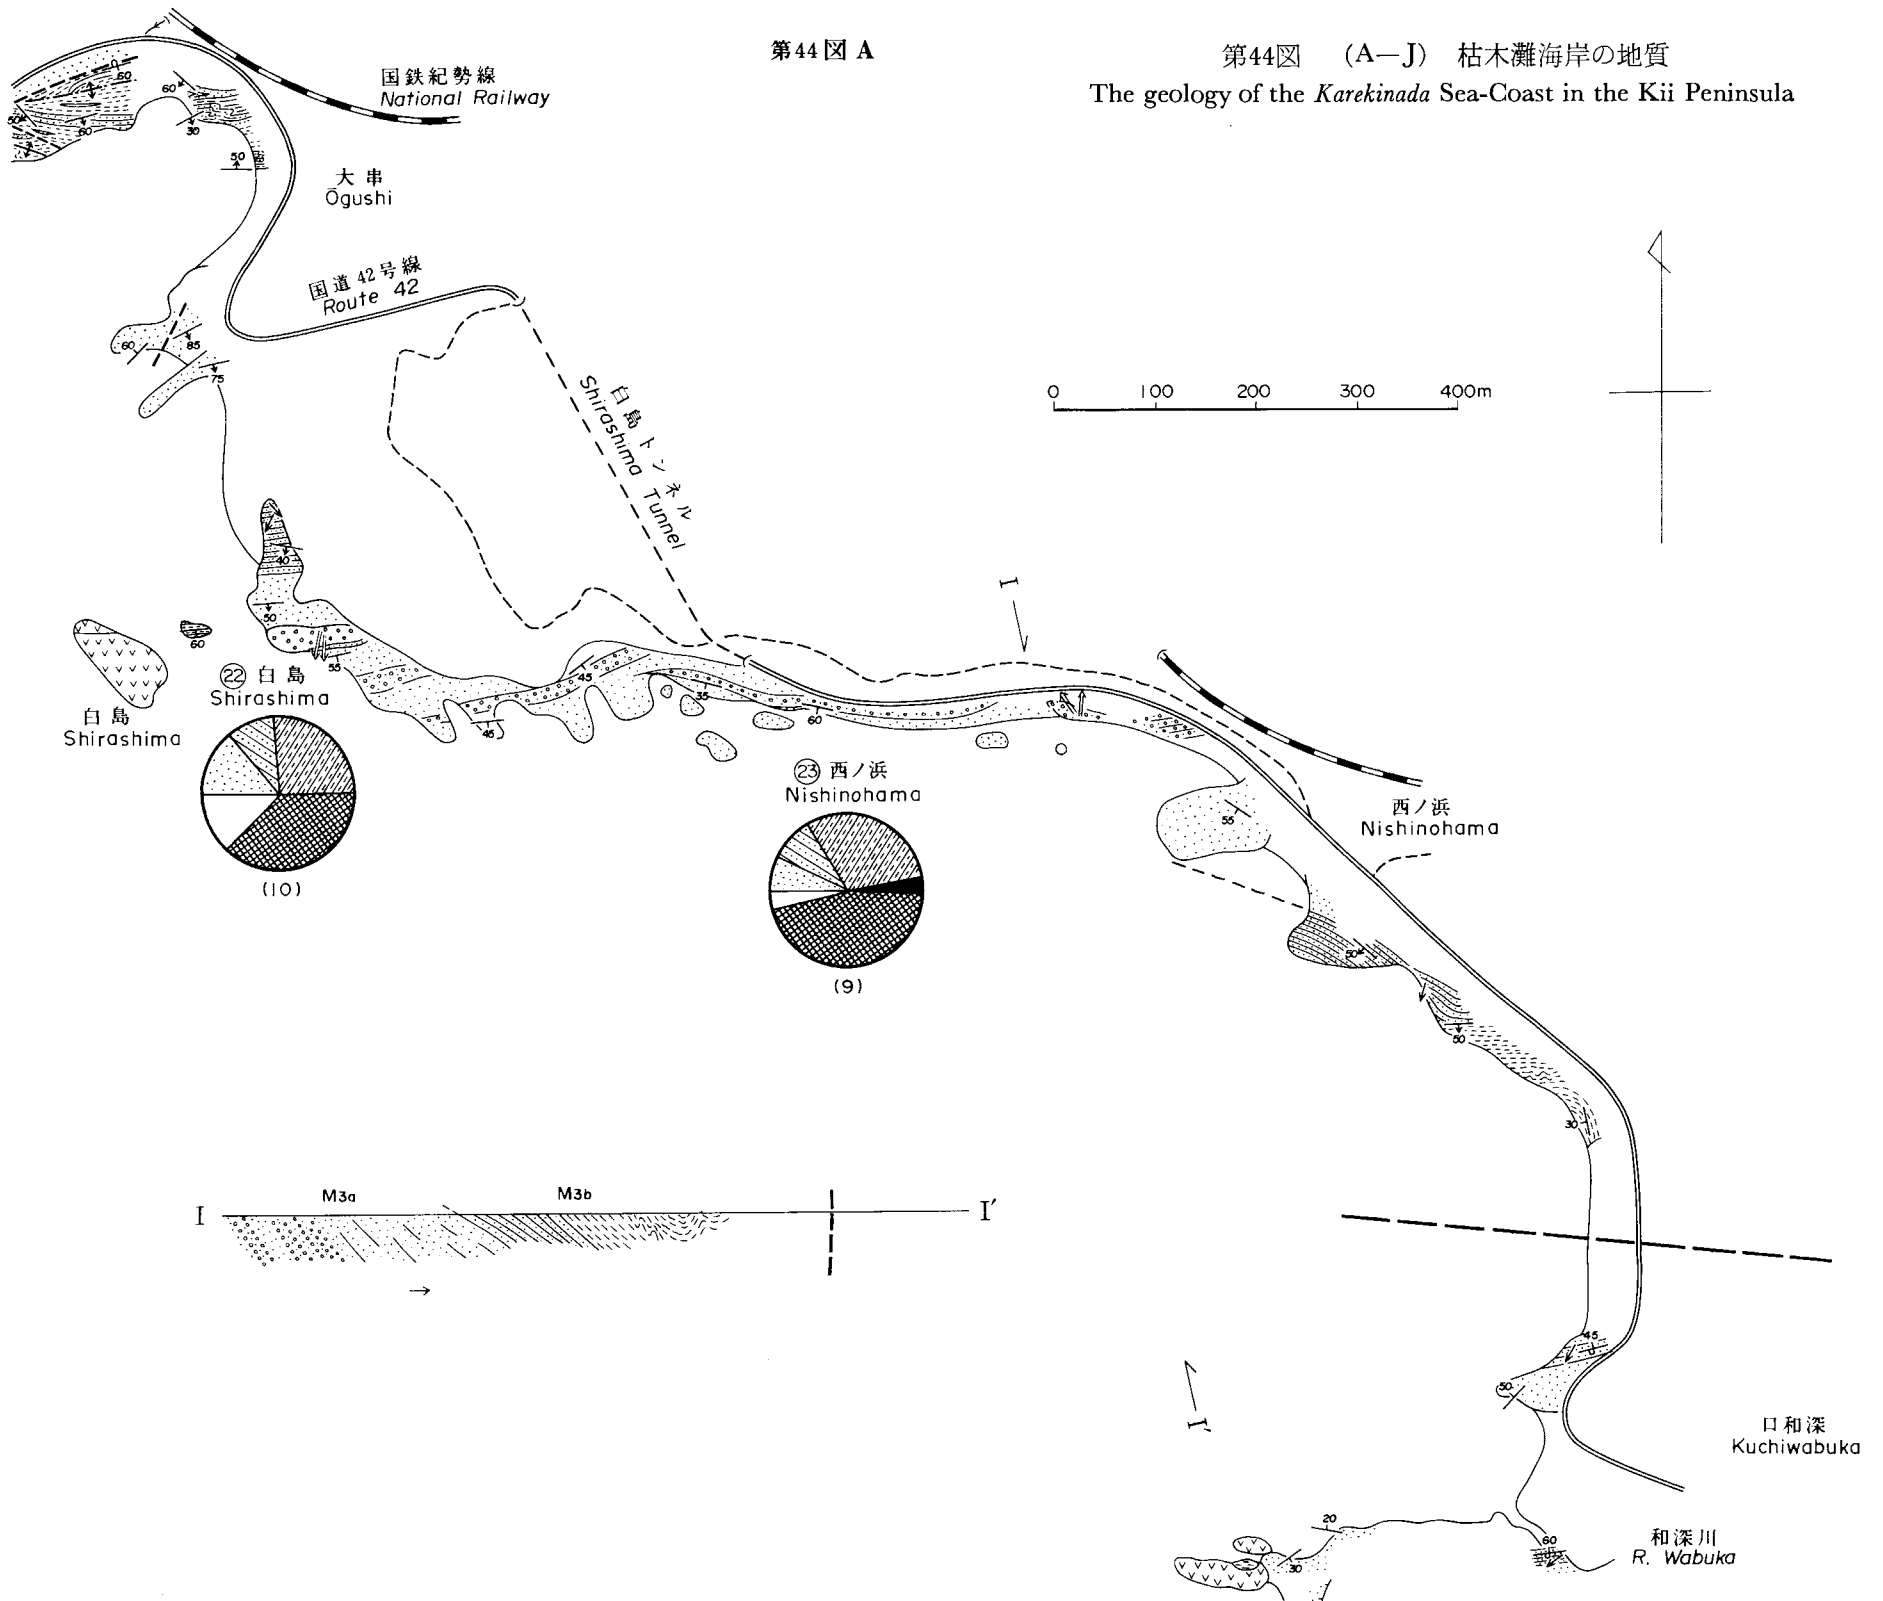 第44図 A
第44図 (A—J) 枯木灘海岸の地質
The geology of the Karekinada Sea-Coast in the Kii Peninsula
国鉄紀勢線
National Railway
60
60
50
60
30
50
大串
Ōgushi
国道42号線
Route 42
60
85
75
白島トンネル
Shirashima Tunnel
0 100 200 300 400m
40
50
60
55
45
35
45
60
I
㉒ 白島
Shirashima
白島
Shirashima
(10)
㉓ 西ノ浜
Nishinohama
(9)
55
西ノ浜
Nishinohama
50
50
30
M3a M3b
I I′
45
50
I′
口和深
Kuchiwabuka
20
30
60
和深川
R. Wabuka